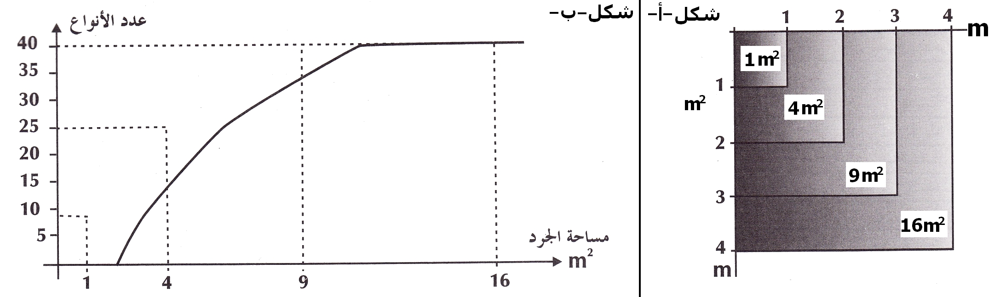 شكل-أ-
1 2 3 4 m
1m²
1
m²
4m²
2
9m²
3
16m²
4
m
شكل-ب-
عدد الأنواع
40
35
30
25
20
15
10
5
مساحة الجرد
m²
1 4 9 16